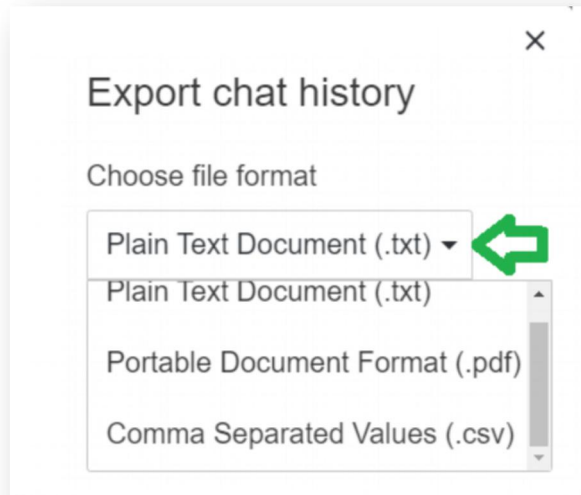 Export chat history
Choose file format
Plain Text Document (.txt)
Plain Text Document (.txt)
Portable Document Format (.pdf)
Comma Separated Values (.csv)